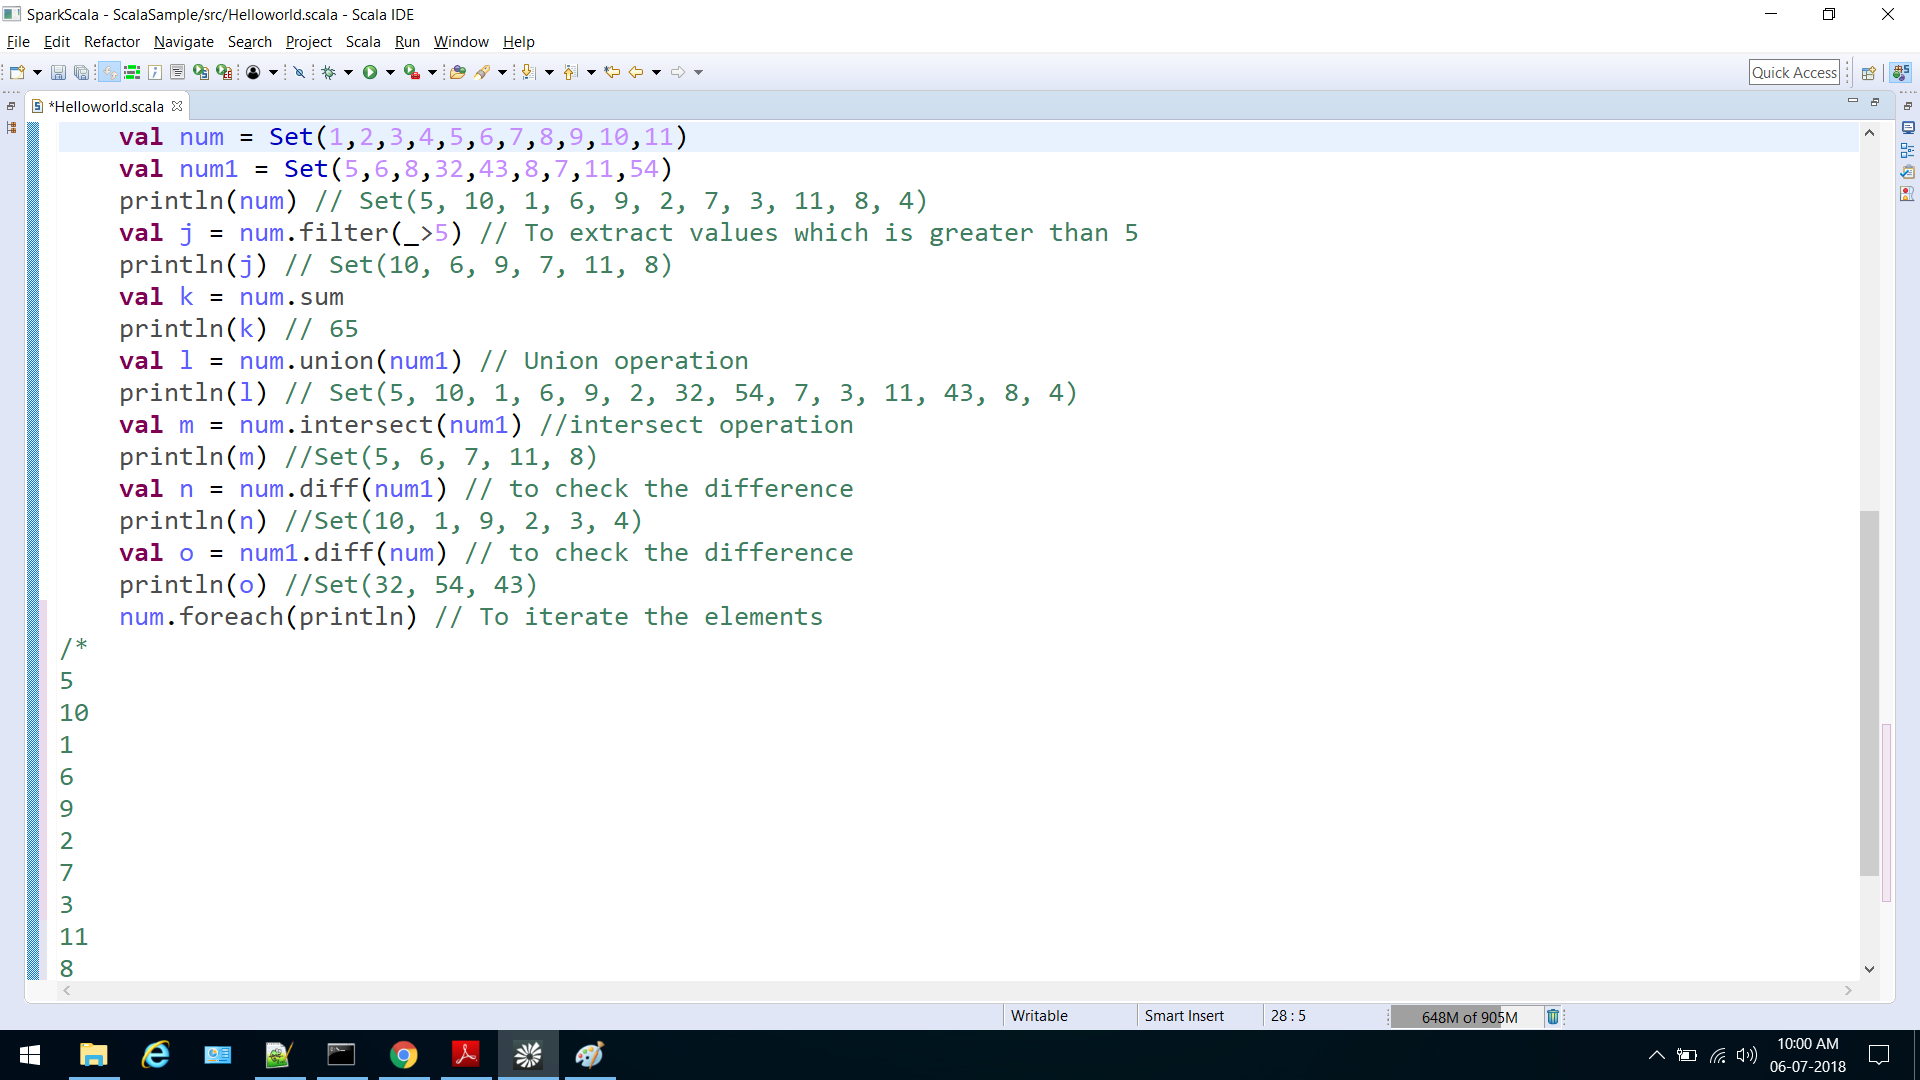 SparkScala - ScalaSample/src/Helloworld.scala - Scala IDE
File Edit Refactor Navigate Search Project Scala Run Window Help
Quick Access
*Helloworld.scala
val num = Set(1,2,3,4,5,6,7,8,9,10,11)
val num1 = Set(5,6,8,32,43,8,7,11,54)
println(num) // Set(5, 10, 1, 6, 9, 2, 7, 3, 11, 8, 4)
val j = num.filter(_>5) // To extract values which is greater than 5
println(j) // Set(10, 6, 9, 7, 11, 8)
val k = num.sum
println(k) // 65
val l = num.union(num1) // Union operation
println(l) // Set(5, 10, 1, 6, 9, 2, 32, 54, 7, 3, 11, 43, 8, 4)
val m = num.intersect(num1) //intersect operation
println(m) //Set(5, 6, 7, 11, 8)
val n = num.diff(num1) // to check the difference
println(n) //Set(10, 1, 9, 2, 3, 4)
val o = num1.diff(num) // to check the difference
println(o) //Set(32, 54, 43)
num.foreach(println) // To iterate the elements
/*
5
10
1
6
9
2
7
3
11
8
Writable Smart Insert 28 : 5 648M of 905M
10:00 AM
06-07-2018